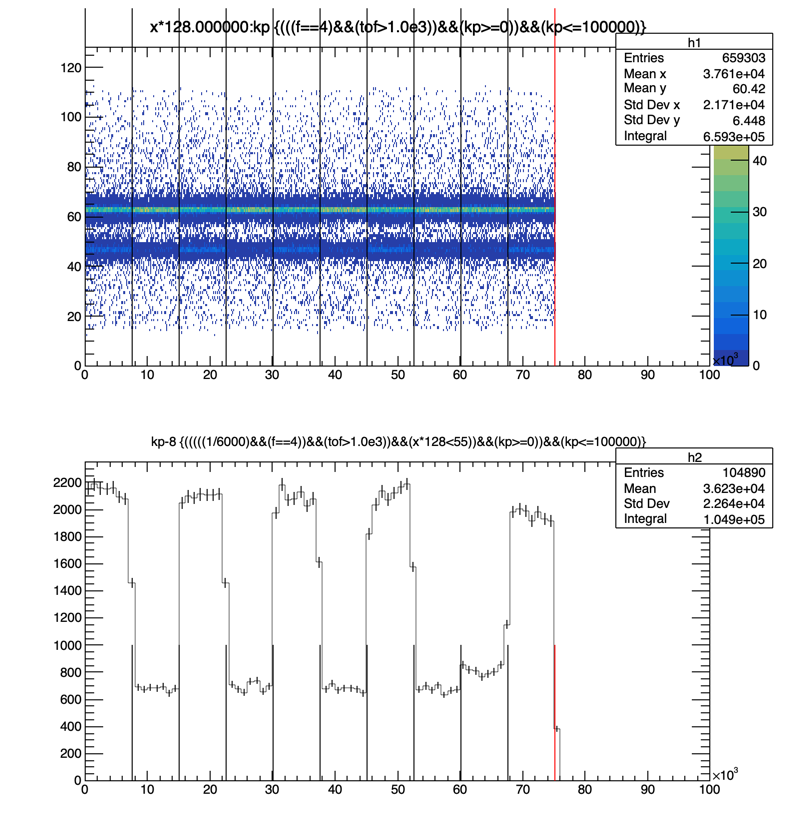 x*128.000000:kp {((((f==4)&&(tof>1.0e3))&&(kp>=0))&&(kp<=100000)}
h1
Entries 659303
Mean x 3.761e+04
Mean y 60.42
Std Dev x 2.171e+04
Std Dev y 6.448
Integral 6.593e+05
120
100
80
60
40
20
0
40
30
20
10
0
×10³
0 10 20 30 40 50 60 70 80 90 100
kp-8 {((((((1/6000)&&(f==4))&&(tof>1.0e3))&&(x*128<55))&&(kp>=0))&&(kp<=100000)}
h2
Entries 104890
Mean 3.623e+04
Std Dev 2.264e+04
Integral 1.049e+05
2200
2000
1800
1600
1400
1200
1000
800
600
400
200
0
0 10 20 30 40 50 60 70 80 90 100
×10³